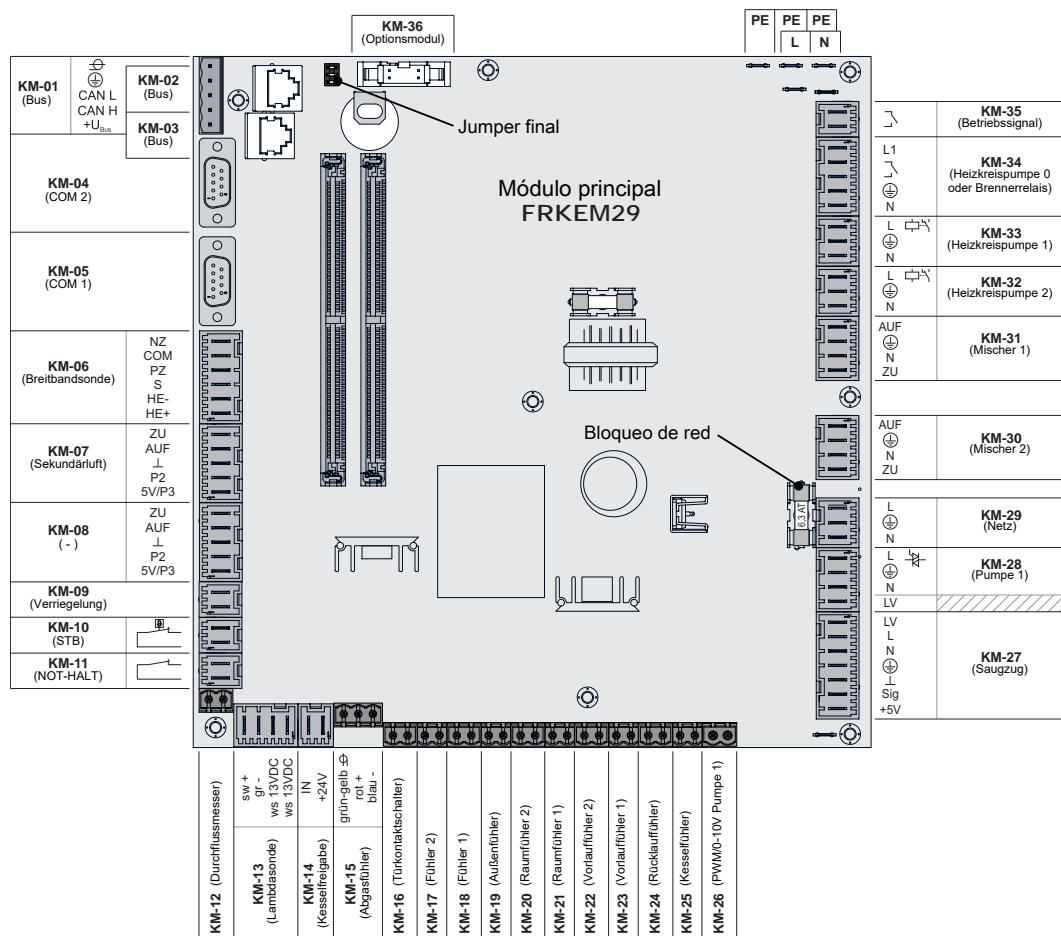 KM-36
(Optionsmodul)
PE PE PE
L N
KM-01
(Bus)
CAN L
CAN H
+U Bus
KM-02
(Bus)
KM-03
(Bus)
KM-04
(COM 2)
KM-05
(COM 1)
KM-06
(Breitbandsonde)
NZ
COM
PZ
S
HE-
HE+
KM-07
(Sekundärluft)
ZU
AUF
⊥
P2
5V/P3
KM-08
( - )
ZU
AUF
⊥
P2
5V/P3
KM-09
(Verriegelung)
KM-10
(STB)
KM-11
(NOT-HALT)
Jumper final
Módulo principal
FRKEM29
Bloqueo de red
6,3 AT
KM-35
(Betriebssignal)
L1
N
KM-34
(Heizkreispumpe 0
oder Brennerrelais)
L
N
KM-33
(Heizkreispumpe 1)
L
N
KM-32
(Heizkreispumpe 2)
AUF
N
ZU
KM-31
(Mischer 1)
AUF
N
ZU
KM-30
(Mischer 2)
L
N
KM-29
(Netz)
L
N
LV
KM-28
(Pumpe 1)
LV
L
N
⊥
Sig
+5V
KM-27
(Saugzug)
KM-12 (Durchflussmesser)
KM-13
(Lambdasonde)
sw +
gr -
ws 13VDC
ws 13VDC
KM-14
(Kesselfreigabe)
IN
+24V
KM-15
(Abgasfühler)
grün-gelb
rot +
blau -
KM-16 (Türkontaktschalter)
KM-17 (Fühler 2)
KM-18 (Fühler 1)
KM-19 (Außenfühler)
KM-20 (Raumfühler 2)
KM-21 (Raumfühler 1)
KM-22 (Vorlauffühler 2)
KM-23 (Vorlauffühler 1)
KM-24 (Rücklauffühler)
KM-25 (Kesselfühler)
KM-26 (PWM/0-10V Pumpe 1)